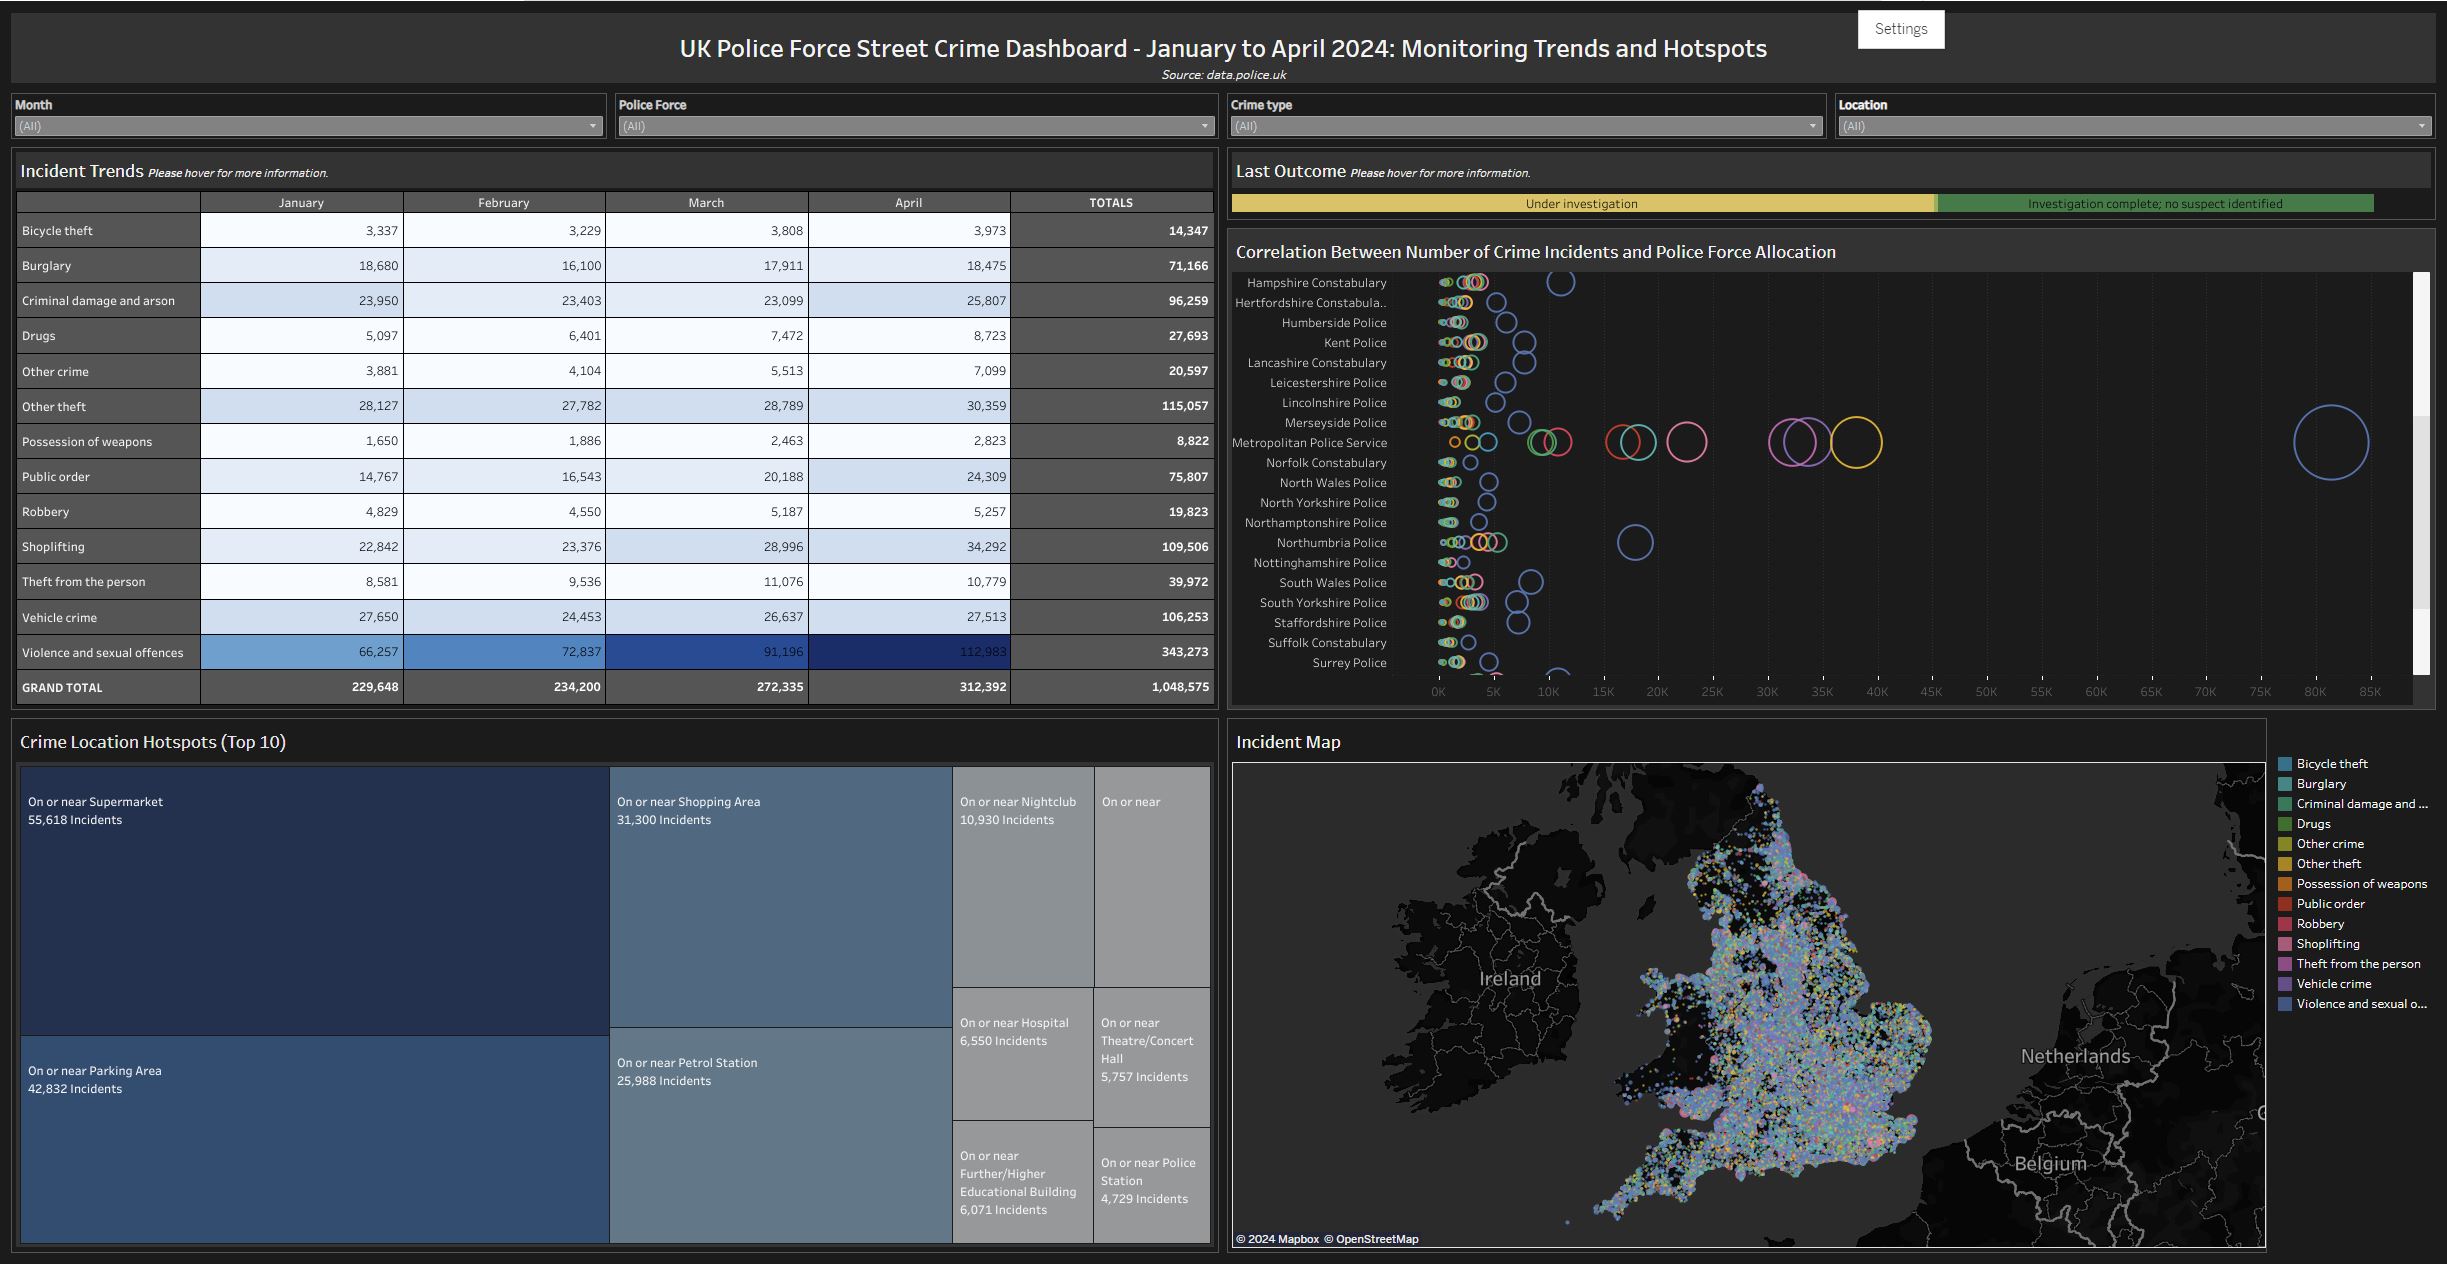 Settings
UK Police Force Street Crime Dashboard - January to April 2024: Monitoring Trends and Hotspots
Source: data.police.uk
Month
(All)
Police Force
(All)
Crime type
(All)
Location
(All)
Incident Trends Please hover for more information.
January February March April TOTALS
Bicycle theft 3,337 3,229 3,808 3,973 14,347
Burglary 18,680 16,100 17,911 18,475 71,166
Criminal damage and arson 23,950 23,403 23,099 25,807 96,259
Drugs 5,097 6,401 7,472 8,723 27,693
Other crime 3,881 4,104 5,513 7,099 20,597
Other theft 28,127 27,782 28,789 30,359 115,057
Possession of weapons 1,650 1,886 2,463 2,823 8,822
Public order 14,767 16,543 20,188 24,309 75,807
Robbery 4,829 4,550 5,187 5,257 19,823
Shoplifting 22,842 23,376 28,996 34,292 109,506
Theft from the person 8,581 9,536 11,076 10,779 39,972
Vehicle crime 27,650 24,453 26,637 27,513 106,253
Violence and sexual offences 66,257 72,837 91,196 112,983 343,273
GRAND TOTAL 229,648 234,200 272,335 312,392 1,048,575
Last Outcome Please hover for more information.
Under investigation
Investigation complete; no suspect identified
Correlation Between Number of Crime Incidents and Police Force Allocation
Hampshire Constabulary
Hertfordshire Constabula..
Humberside Police
Kent Police
Lancashire Constabulary
Leicestershire Police
Lincolnshire Police
Merseyside Police
Metropolitan Police Service
Norfolk Constabulary
North Wales Police
North Yorkshire Police
Northamptonshire Police
Northumbria Police
Nottinghamshire Police
South Wales Police
South Yorkshire Police
Staffordshire Police
Suffolk Constabulary
Surrey Police
0K 5K 10K 15K 20K 25K 30K 35K 40K 45K 50K 55K 60K 65K 70K 75K 80K 85K
Crime Location Hotspots (Top 10)
On or near Supermarket
55,618 Incidents
On or near Parking Area
42,832 Incidents
On or near Shopping Area
31,300 Incidents
On or near Petrol Station
25,988 Incidents
On or near Nightclub
10,930 Incidents
On or near
On or near Hospital
6,550 Incidents
On or near
Theatre/Concert
Hall
5,757 Incidents
On or near
Further/Higher
Educational Building
6,071 Incidents
On or near Police
Station
4,729 Incidents
Incident Map
Ireland
Netherlands
Belgium
© 2024 Mapbox © OpenStreetMap
Bicycle theft
Burglary
Criminal damage and ...
Drugs
Other crime
Other theft
Possession of weapons
Public order
Robbery
Shoplifting
Theft from the person
Vehicle crime
Violence and sexual o...